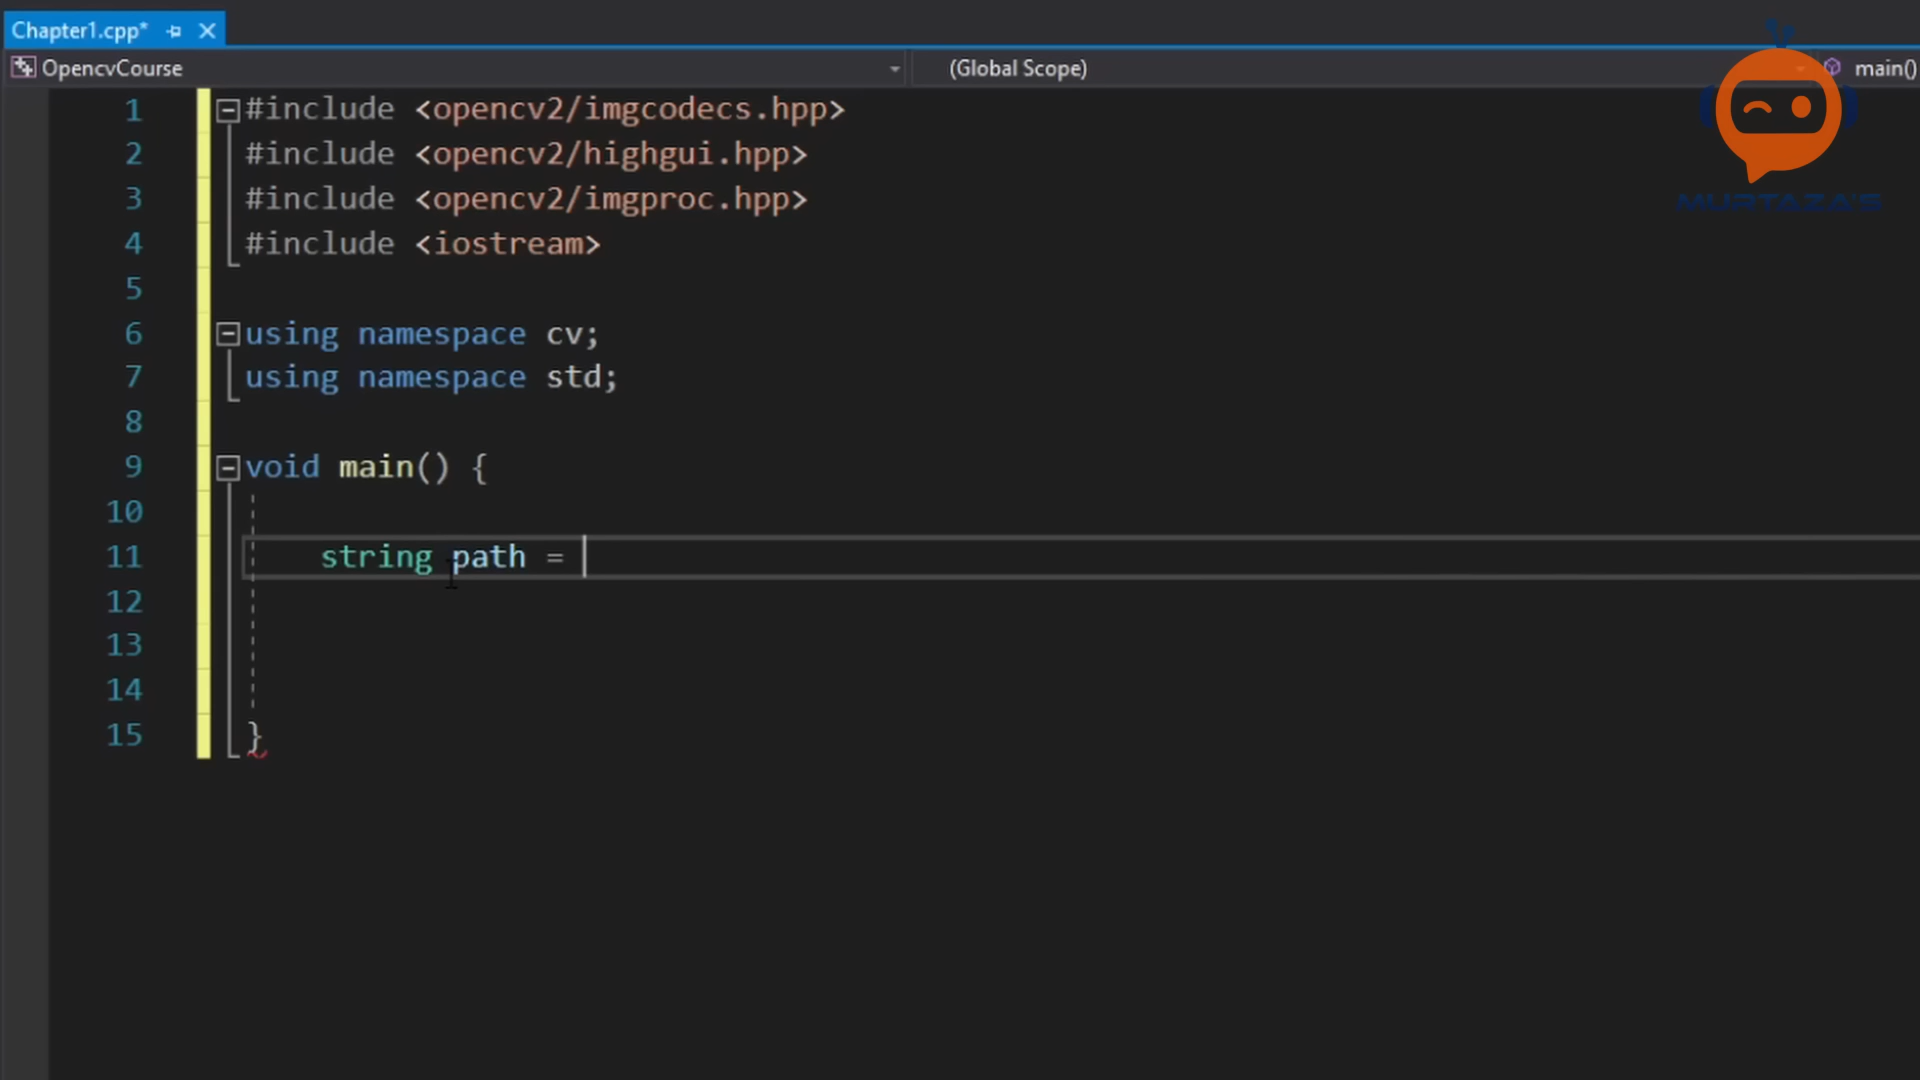 Chapter1.cpp*
OpencvCourse (Global Scope) main()
1 #include <opencv2/imgcodecs.hpp>
2 #include <opencv2/highgui.hpp>
3 #include <opencv2/imgproc.hpp>
4 #include <iostream>
5
6 using namespace cv;
7 using namespace std;
8
9 void main() {
10
11 string path =
12
13
14
15 }
MURTAZA'S